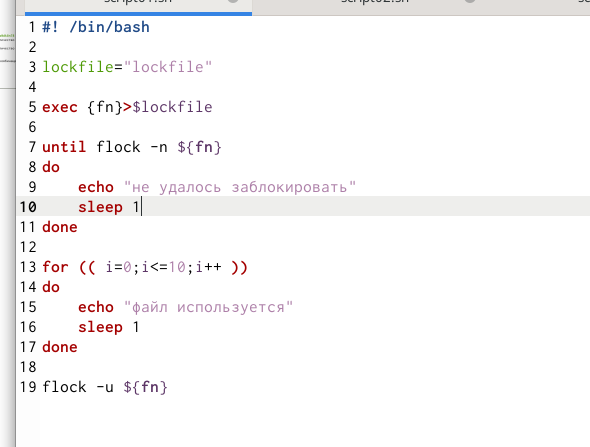 script01.sh
script02.sh
1 #! /bin/bash
2
3 lockfile="lockfile"
4
5 exec {fn}>$lockfile
6
7 until flock -n ${fn}
8 do
9     echo "не удалось заблокировать"
10     sleep 1
11 done
12
13 for (( i=0;i<=10;i++ ))
14 do
15     echo "файл используется"
16     sleep 1
17 done
18
19 flock -u ${fn}